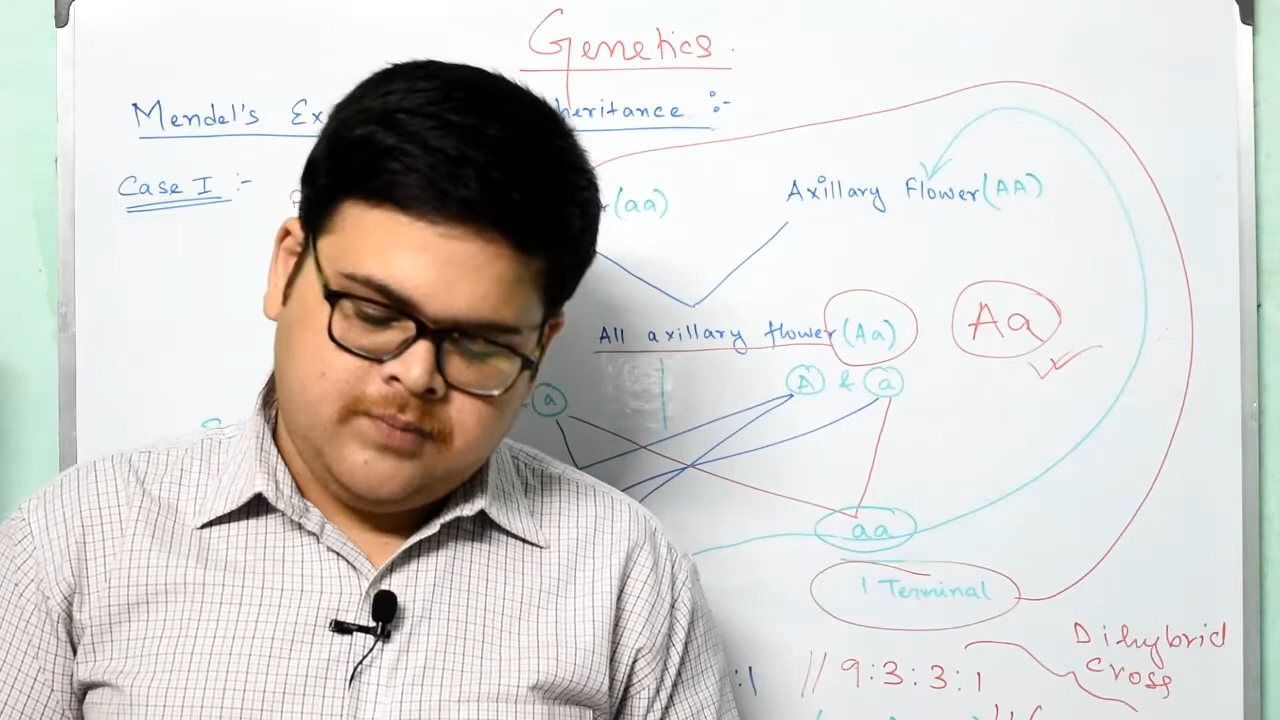 Genetics
Mendel's Ex heritance :-
Case I :- (aa) Axillary flower (AA)
All axillary flower (Aa) Aa
a A & a
aa
1 Terminal
Dihybrid
:1 // 9:3:3:1 cross